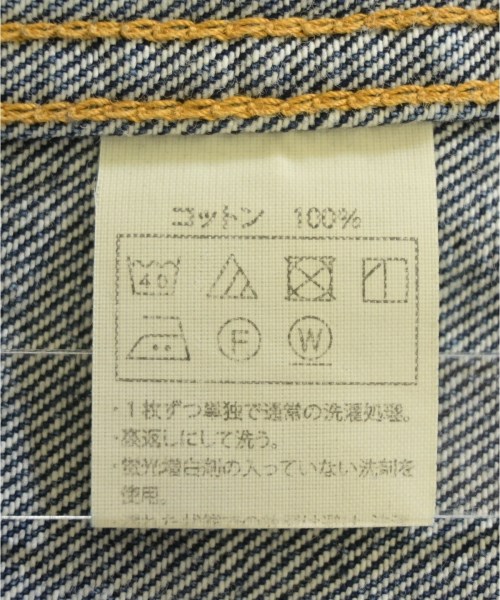 コットン 100%
40
F W
・1枚ずつ単独で通常の洗濯処理。
・裏返しにして洗う。
・蛍光増白剤の入っていない洗剤を
使用。